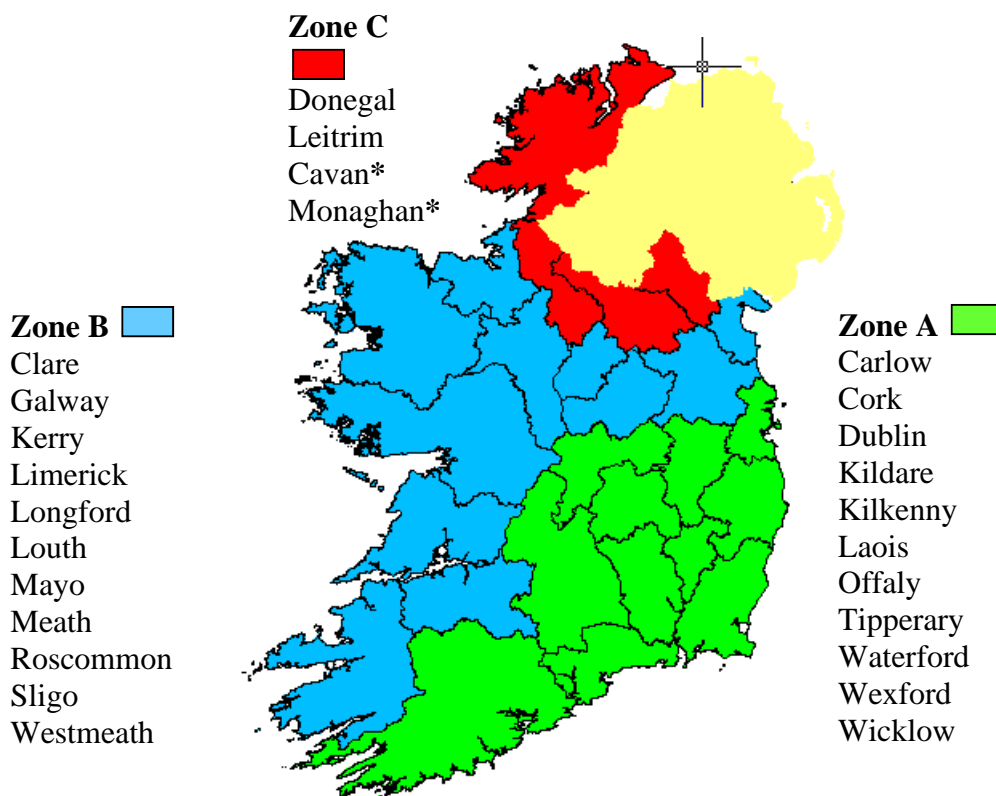 Zone C
Donegal
Leitrim
Cavan*
Monaghan*
Zone B
Clare
Galway
Kerry
Limerick
Longford
Louth
Mayo
Meath
Roscommon
Sligo
Westmeath
Zone A
Carlow
Cork
Dublin
Kildare
Kilkenny
Laois
Offaly
Tipperary
Waterford
Wexford
Wicklow